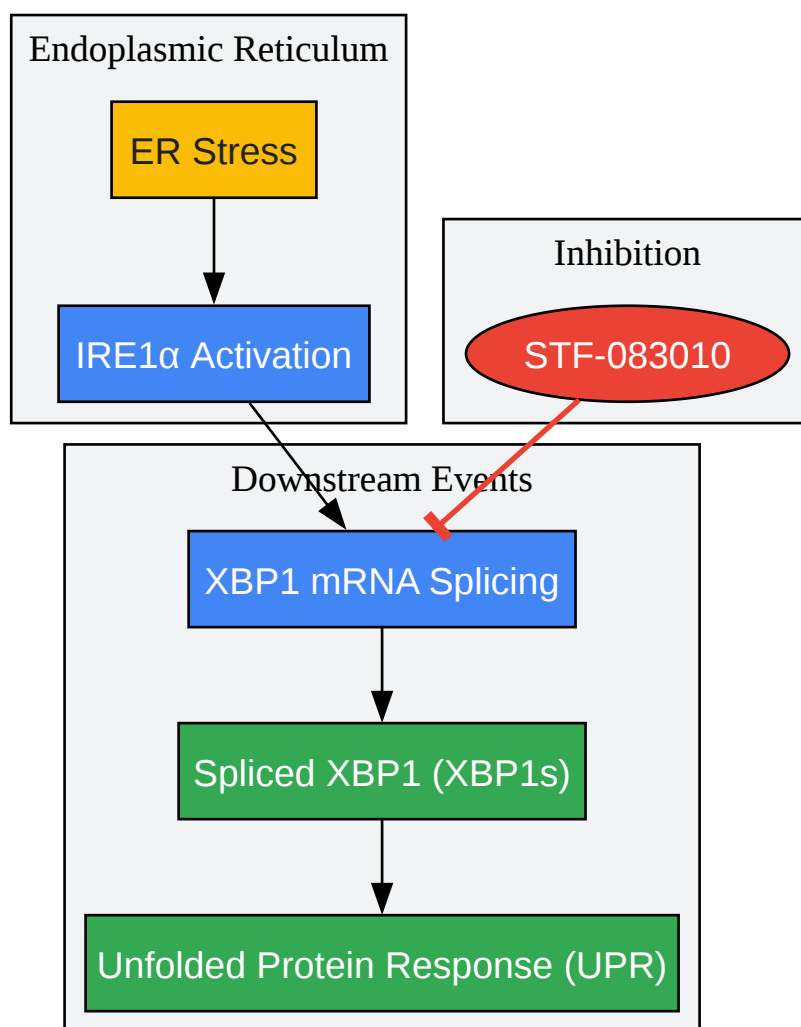 Endoplasmic Reticulum
ER Stress
IRE1α Activation
Inhibition
STF-083010
Downstream Events
XBP1 mRNA Splicing
Spliced XBP1 (XBP1s)
Unfolded Protein Response (UPR)